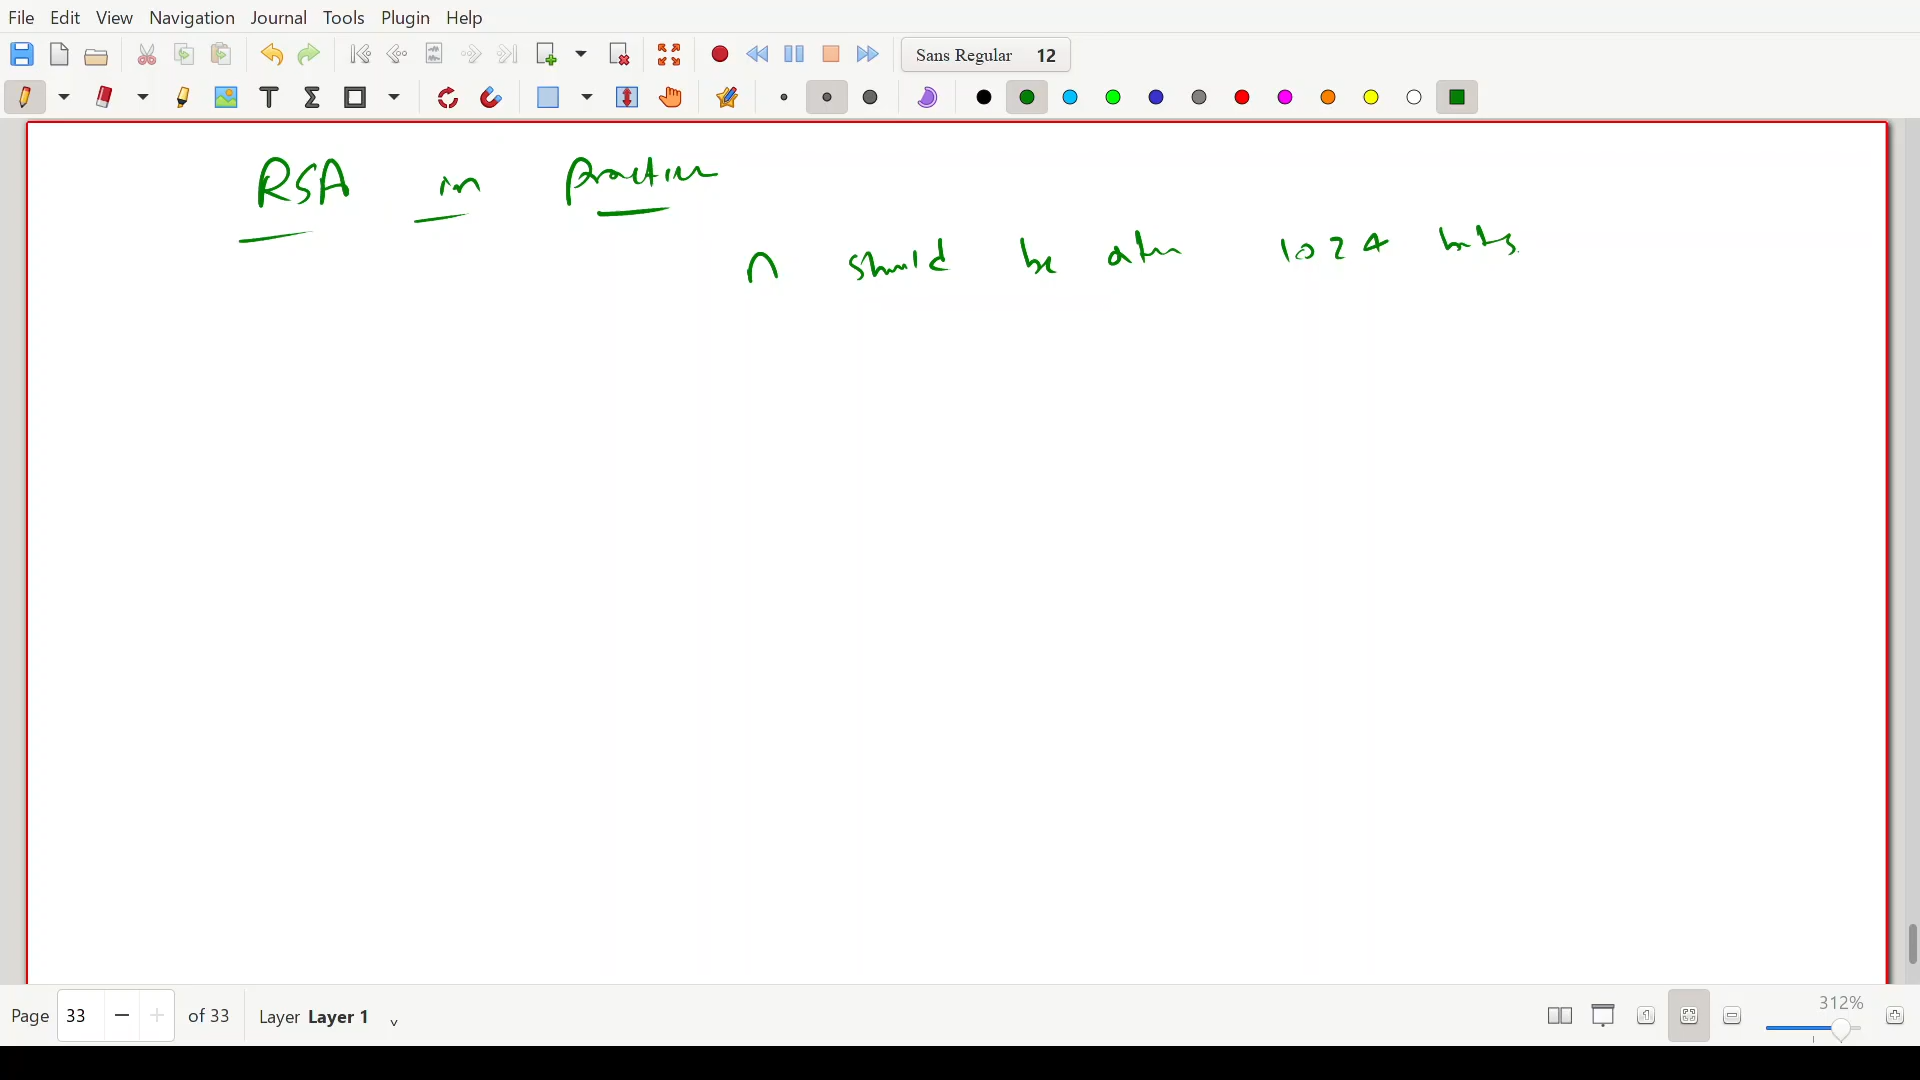 File Edit View Navigation Journal Tools Plugin Help
Sans Regular 12
RSA in practice
n should be 1024 bits.
Page 33 of 33 Layer Layer 1
312%